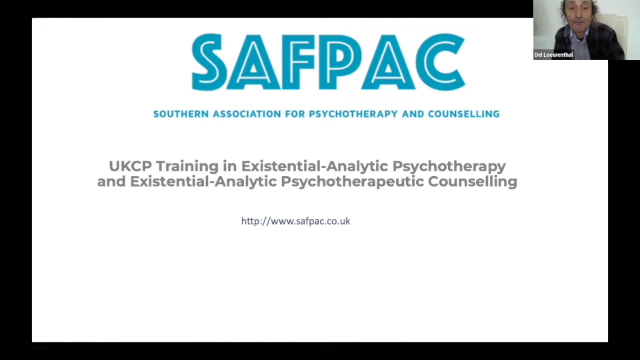 SAFPAC
SOUTHERN ASSOCIATION FOR PSYCHOTHERAPY AND COUNSELLING
UKCP Training in Existential-Analytic Psychotherapy
and Existential-Analytic Psychotherapeutic Counselling
http://www.safpac.co.uk
Del Loewenthal